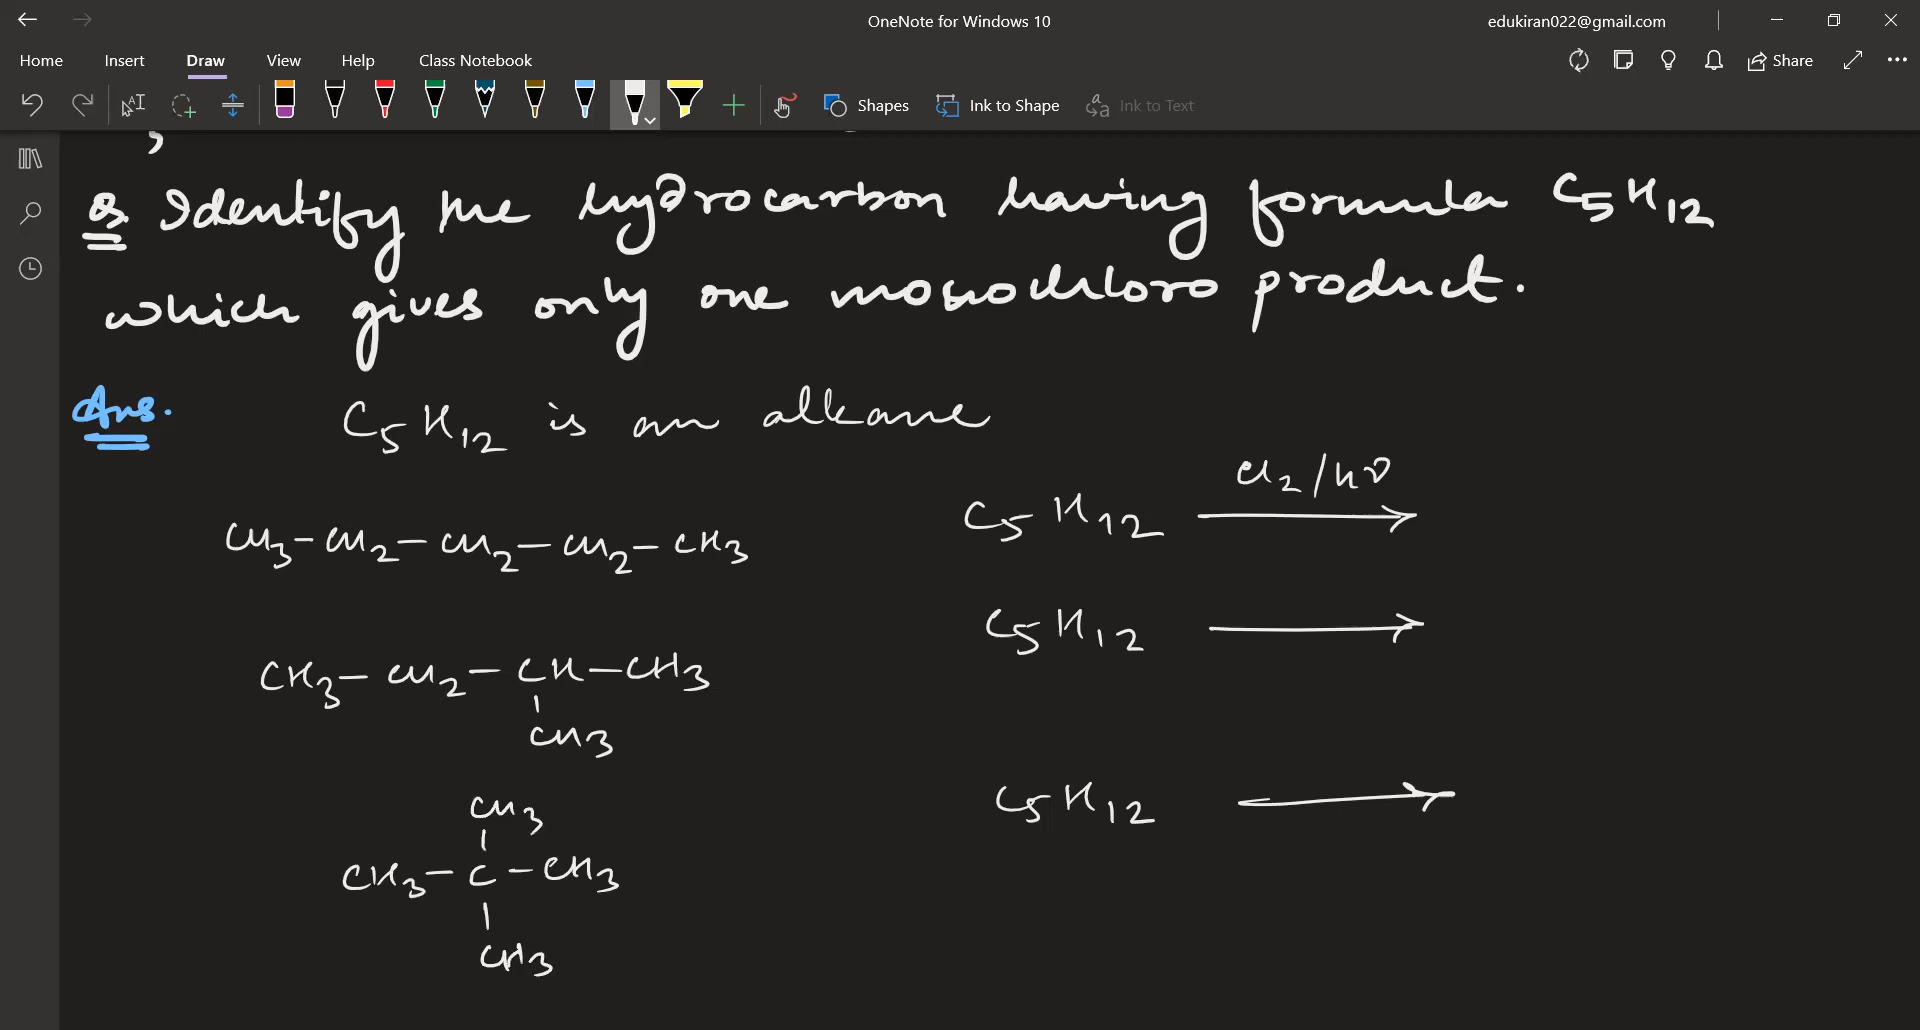 OneNote for Windows 10
edukiran022@gmail.com
Home Insert Draw View Help Class Notebook
Share
Shapes Ink to Shape Ink to Text
Q. Identify the hydrocarbon having formula C5H12
which gives only one monochloro product.
Ans.
C5H12 is an alkane
Cl2/hν
C5H12 ⟶
CH3-CH2-CH2-CH2-CH3
C5H12 ⟶
CH3-CH2-CH-CH3
|
CH3
CH3
|
C5H12 ⟶
CH3-C-CH3
|
CH3